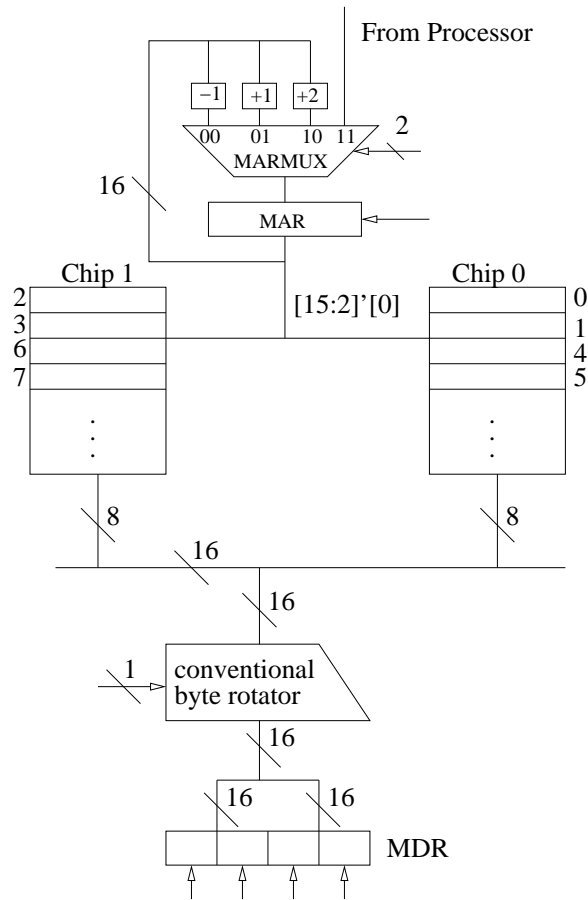 From Processor
−1 +1 +2
00 01 10 11
2
MARMUX
16
MAR
Chip 1
Chip 0
[15:2]'[0]
2
0
3
1
6
4
7
5
8
8
16
16
1
conventional
byte rotator
16
16
16
MDR